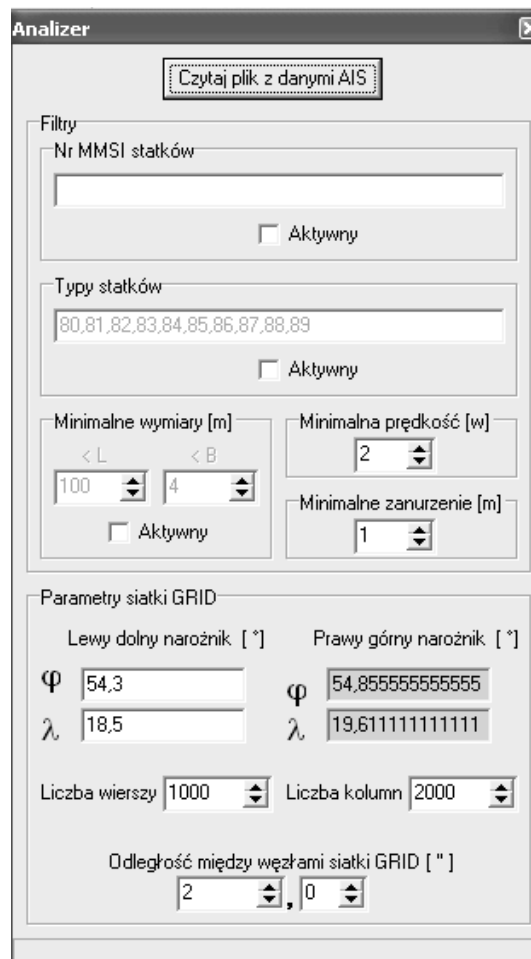 Analizer
Czytaj plik z danymi AIS
Filtry
Nr MMSI statków
Aktywny
Typy statków
80,81,82,83,84,85,86,87,88,89
Aktywny
Minimalne wymiary [m]
< L < B
100 4
Aktywny
Minimalna prędkość [w]
2
Minimalne zanurzenie [m]
1
Parametry siatki GRID
Lewy dolny narożnik [ ° ] Prawy górny narożnik [ ° ]
φ 54,3 φ 54,855555555555
λ 18,5 λ 19,611111111111
Liczba wierszy 1000 Liczba kolumn 2000
Odległość między węzłami siatki GRID [ " ]
2 , 0